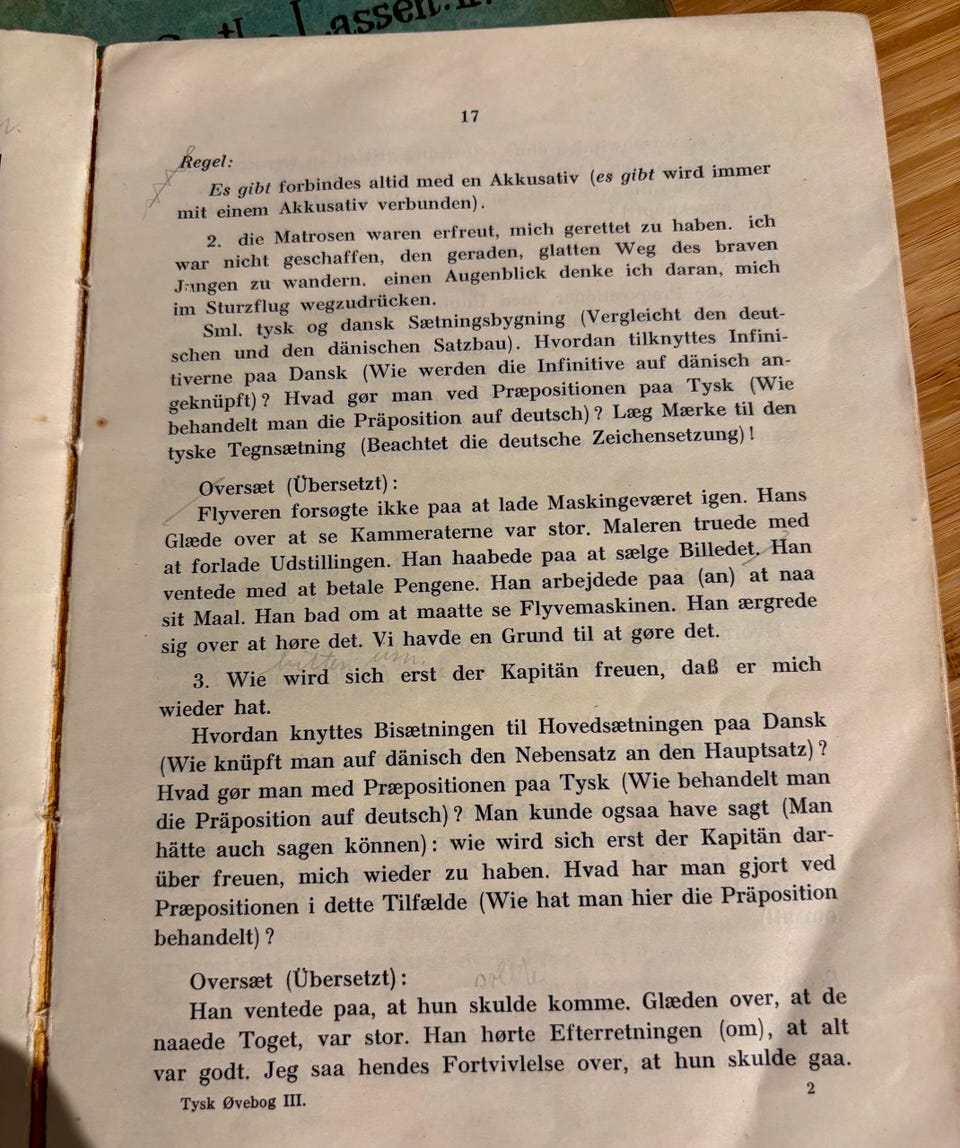 Lassen.
17
Regel:
Es gibt forbindes altid med en Akkusativ (es gibt wird immer
mit einem Akkusativ verbunden).
2. die Matrosen waren erfreut, mich gerettet zu haben. ich
war nicht geschaffen, den geraden, glatten Weg des braven
Jungen zu wandern. einen Augenblick denke ich daran, mich
im Sturzflug wegzudrücken.
Sml. tysk og dansk Sætningsbygning (Vergleicht den deut-
schen und den dänischen Satzbau). Hvordan tilknyttes Infini-
tiverne paa Dansk (Wie werden die Infinitive auf dänisch an-
geknüpft)? Hvad gør man ved Præpositionen paa Tysk (Wie
behandelt man die Präposition auf deutsch)? Læg Mærke til den
tyske Tegnsætning (Beachtet die deutsche Zeichensetzung)!
Oversæt (Übersetzt):
Flyveren forsøgte ikke paa at lade Maskingeværet igen. Hans
Glæde over at se Kammeraterne var stor. Maleren truede med
at forlade Udstillingen. Han haabede paa at sælge Billedet. Han
ventede med at betale Pengene. Han arbejdede paa (an) at naa
sit Maal. Han bad om at maatte se Flyvemaskinen. Han ærgrede
sig over at høre det. Vi havde en Grund til at gøre det.
bitten um.
3. Wie wird sich erst der Kapitän freuen, daß er mich
wieder hat.
Hvordan knyttes Bisætningen til Hovedsætningen paa Dansk
(Wie knüpft man auf dänisch den Nebensatz an den Hauptsatz)?
Hvad gør man med Præpositionen paa Tysk (Wie behandelt man
die Präposition auf deutsch)? Man kunde ogsaa have sagt (Man
hätte auch sagen können): wie wird sich erst der Kapitän dar-
über freuen, mich wieder zu haben. Hvad har man gjort ved
Præpositionen i dette Tilfælde (Wie hat man hier die Präposition
behandelt)?
Oversæt (Übersetzt):
sollte
Han ventede paa, at hun skulde komme. Glæden over, at de
naaede Toget, var stor. Han hørte Efterretningen (om), at alt
var godt. Jeg saa hendes Fortvivlelse over, at hun skulde gaa.
Tysk Øvebog III.
2